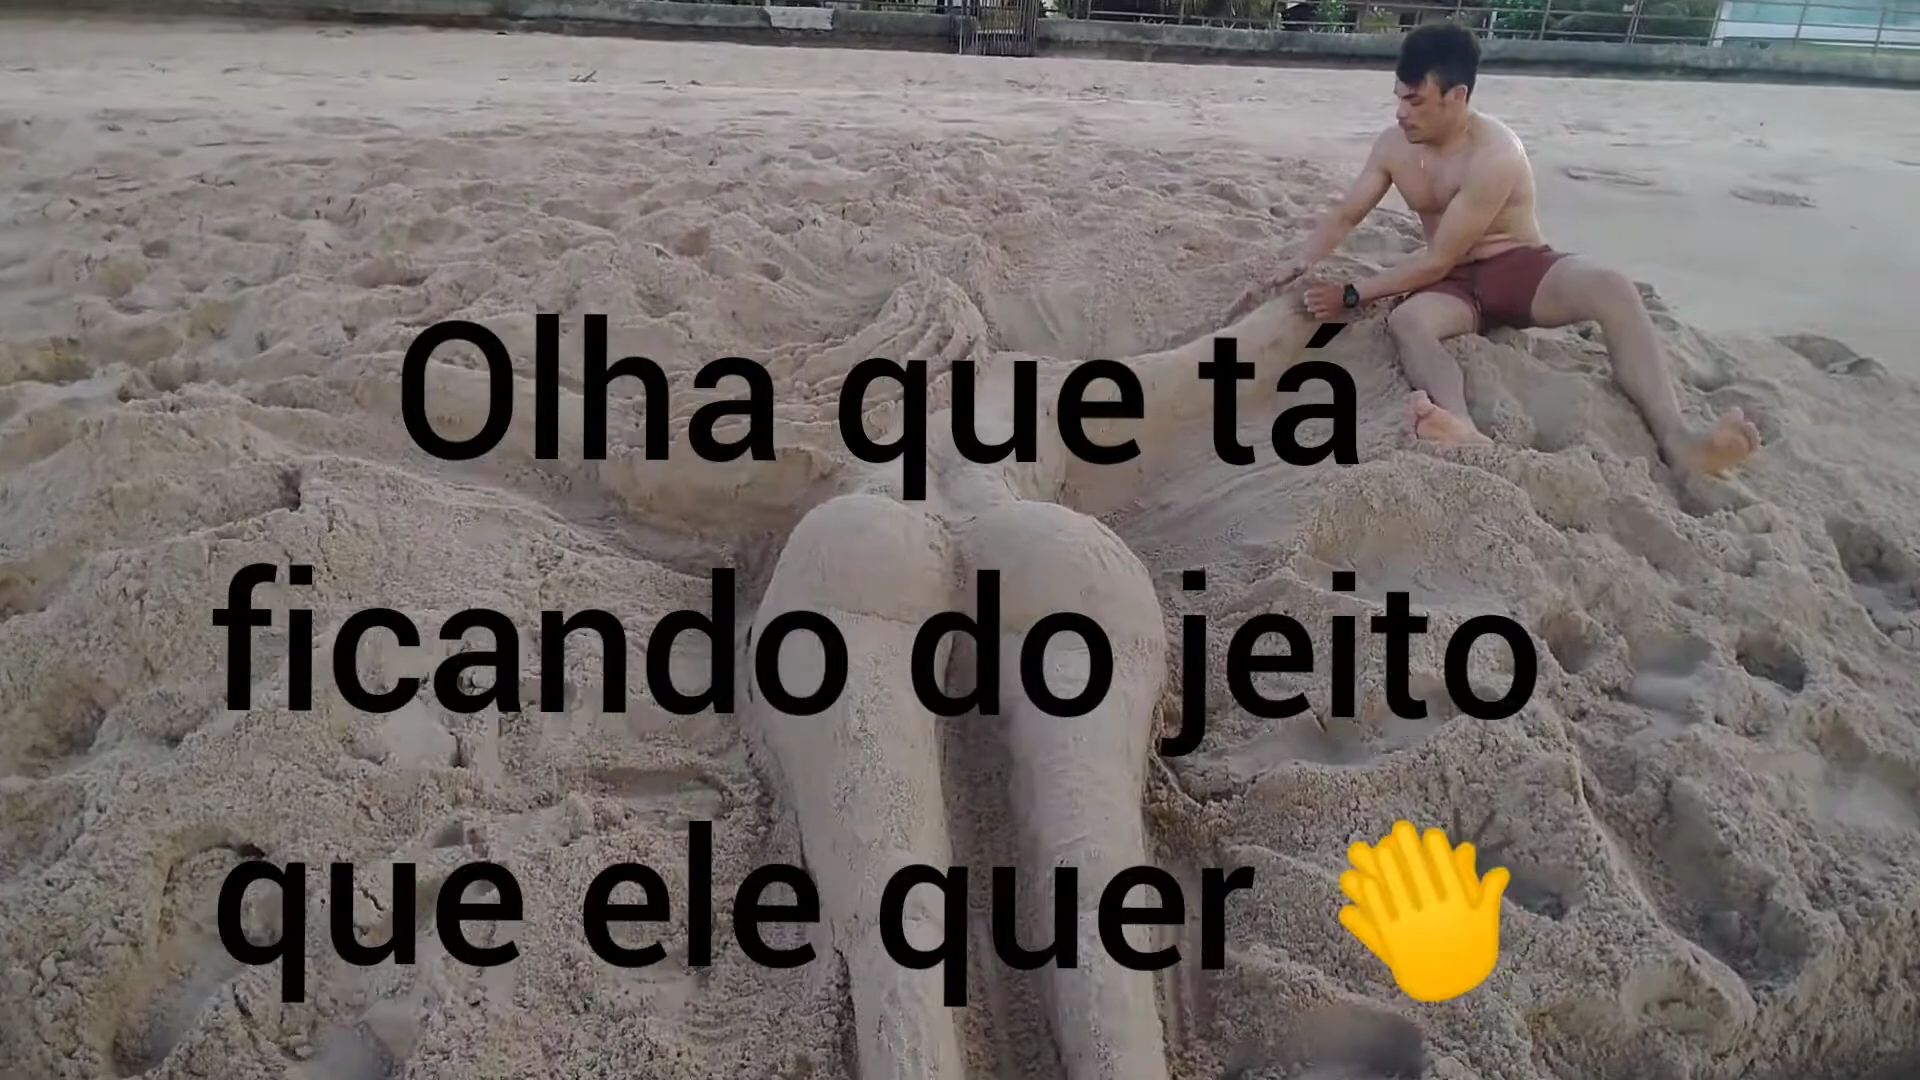 Olha que tá
ficando do jeito
que ele quer 👏